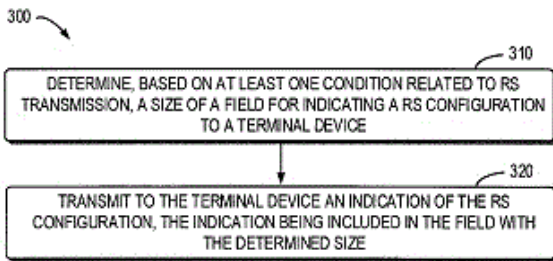 300
310
DETERMINE, BASED ON AT LEAST ONE CONDITION RELATED TO RS
TRANSMISSION, A SIZE OF A FIELD FOR INDICATING A RS CONFIGURATION
TO A TERMINAL DEVICE
320
TRANSMIT TO THE TERMINAL DEVICE AN INDICATION OF THE RS
CONFIGURATION, THE INDICATION BEING INCLUDED IN THE FIELD WITH
THE DETERMINED SIZE